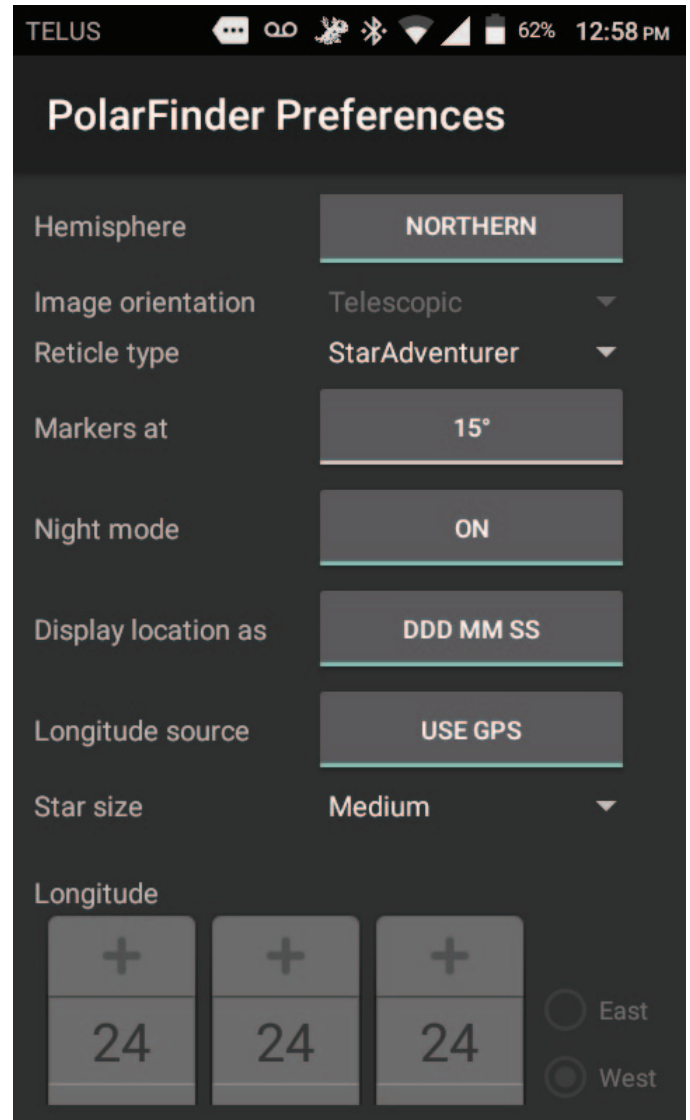 TELUS 62% 12:58 PM
PolarFinder Preferences
Hemisphere NORTHERN
Image orientation Telescopic
Reticle type StarAdventurer
Markers at 15°
Night mode ON
Display location as DDD MM SS
Longitude source USE GPS
Star size Medium
Longitude
+ + +
24 24 24
East
West